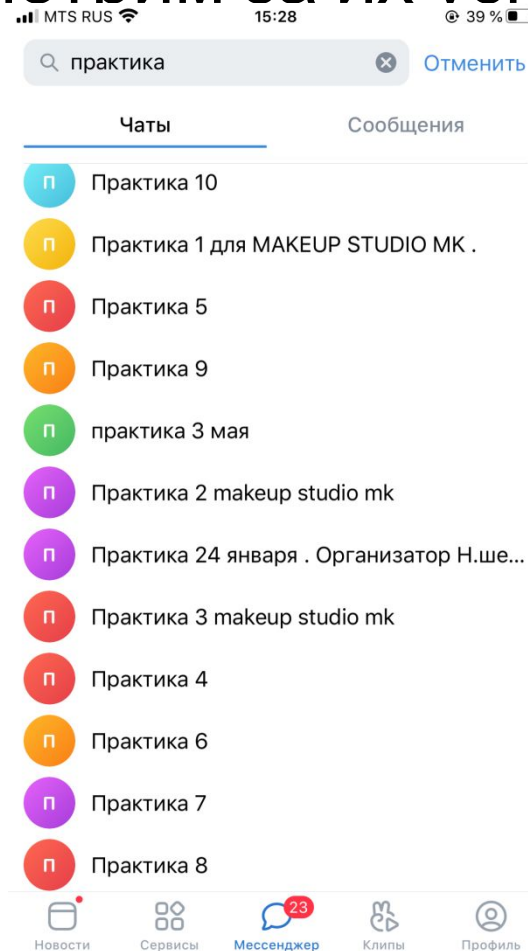 MTS RUS 15:28 39 %
практика Отменить
Чаты Сообщения
П Практика 10
П Практика 1 для MAKEUP STUDIO MK .
П Практика 5
П Практика 9
П практика 3 мая
П Практика 2 makeup studio mk
П Практика 24 января . Организатор Н.ше...
П Практика 3 makeup studio mk
П Практика 4
П Практика 6
П Практика 7
П Практика 8
23
Новости Сервисы Мессенджер Клипы Профиль